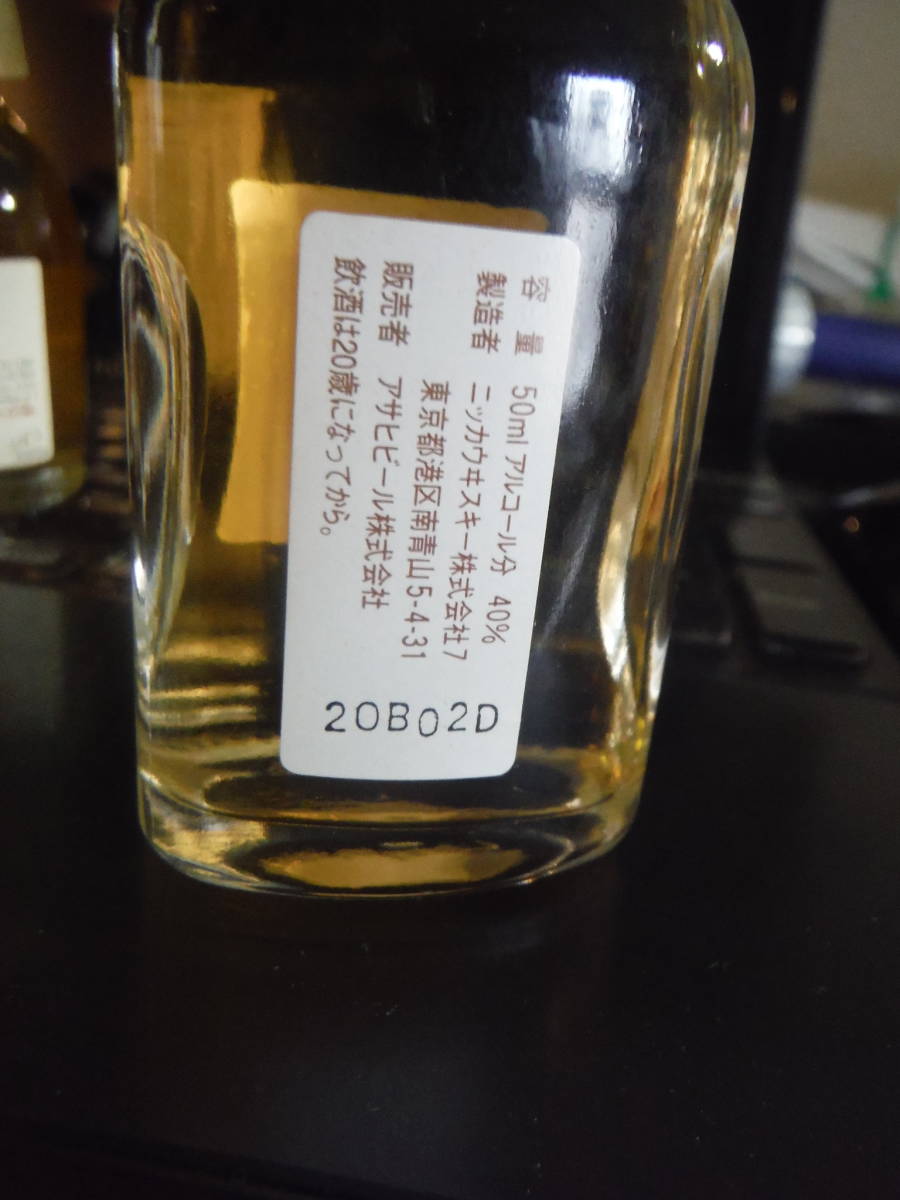 容量 50ml アルコール分 40%
製造者 ニッカウヰスキー株式会社7
東京都港区南青山5-4-31
販売者 アサヒビール株式会社
飲酒は20歳になってから。
20B02D